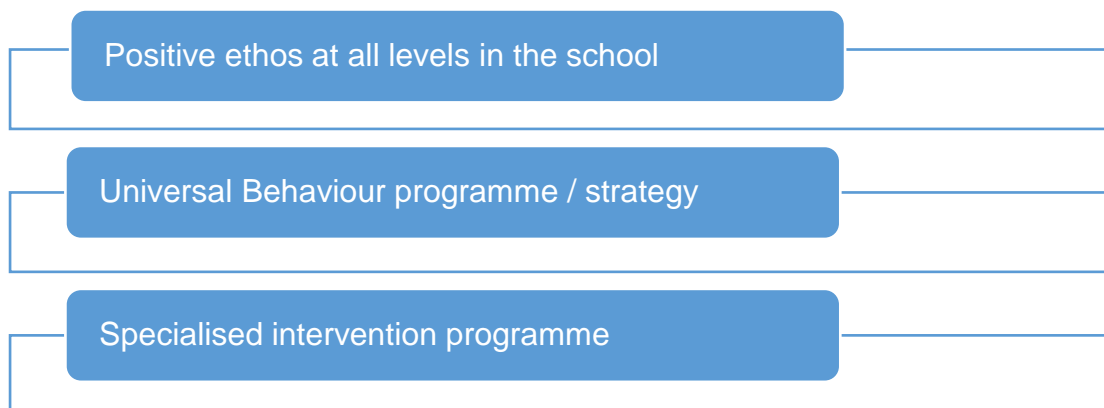 Positive ethos at all levels in the school
Universal Behaviour programme / strategy
Specialised intervention programme